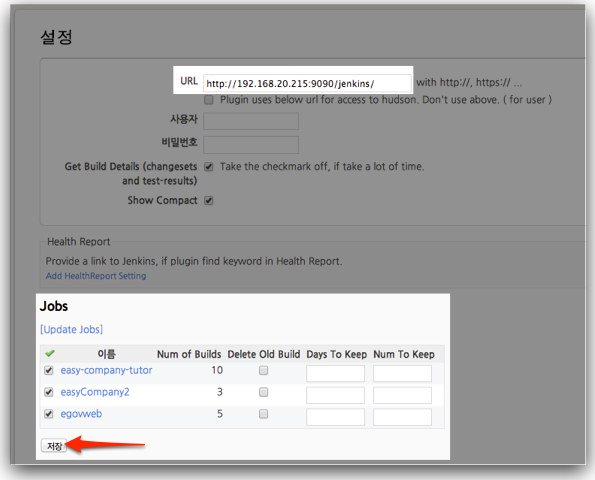 설정
URL http://192.168.20.215:9090/jenkins/ with http://, https:// ...
Plugin uses below url for access to hudson. Don't use above. ( for user )
사용자
비밀번호
Get Build Details (changesets and test-results) Take the checkmark off, if take a lot of time.
Show Compact
Health Report
Provide a link to Jenkins, if plugin find keyword in Health Report.
Add HealthReport Setting
Jobs
[Update Jobs]
이름 Num of Builds Delete Old Build Days To Keep Num To Keep
easy-company-tutor 10
easyCompany2 3
egovweb 5
저장